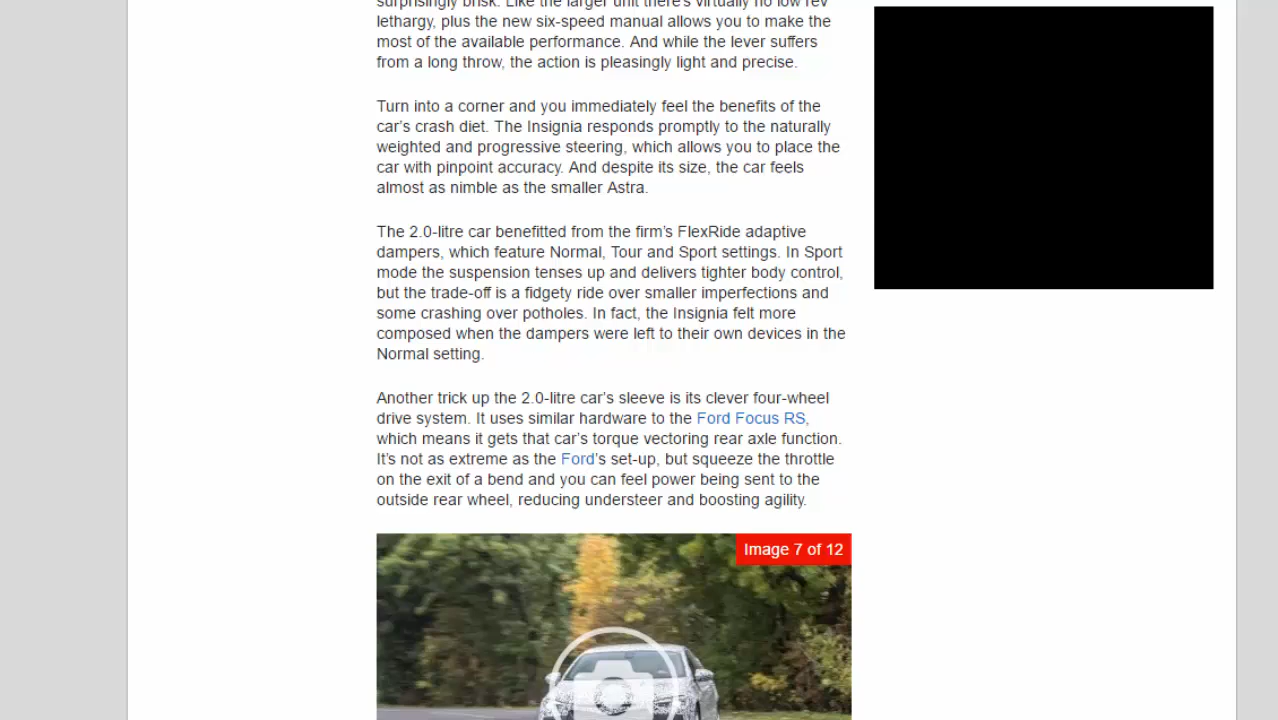 surprisingly brisk. Like the larger unit there's virtually no low rev
lethargy, plus the new six-speed manual allows you to make the
most of the available performance. And while the lever suffers
from a long throw, the action is pleasingly light and precise.
Turn into a corner and you immediately feel the benefits of the
car's crash diet. The Insignia responds promptly to the naturally
weighted and progressive steering, which allows you to place the
car with pinpoint accuracy. And despite its size, the car feels
almost as nimble as the smaller Astra.
The 2.0-litre car benefitted from the firm's FlexRide adaptive
dampers, which feature Normal, Tour and Sport settings. In Sport
mode the suspension tenses up and delivers tighter body control,
but the trade-off is a fidgety ride over smaller imperfections and
some crashing over potholes. In fact, the Insignia felt more
composed when the dampers were left to their own devices in the
Normal setting.
Another trick up the 2.0-litre car's sleeve is its clever four-wheel
drive system. It uses similar hardware to the Ford Focus RS,
which means it gets that car's torque vectoring rear axle function.
It's not as extreme as the Ford's set-up, but squeeze the throttle
on the exit of a bend and you can feel power being sent to the
outside rear wheel, reducing understeer and boosting agility.
Image 7 of 12